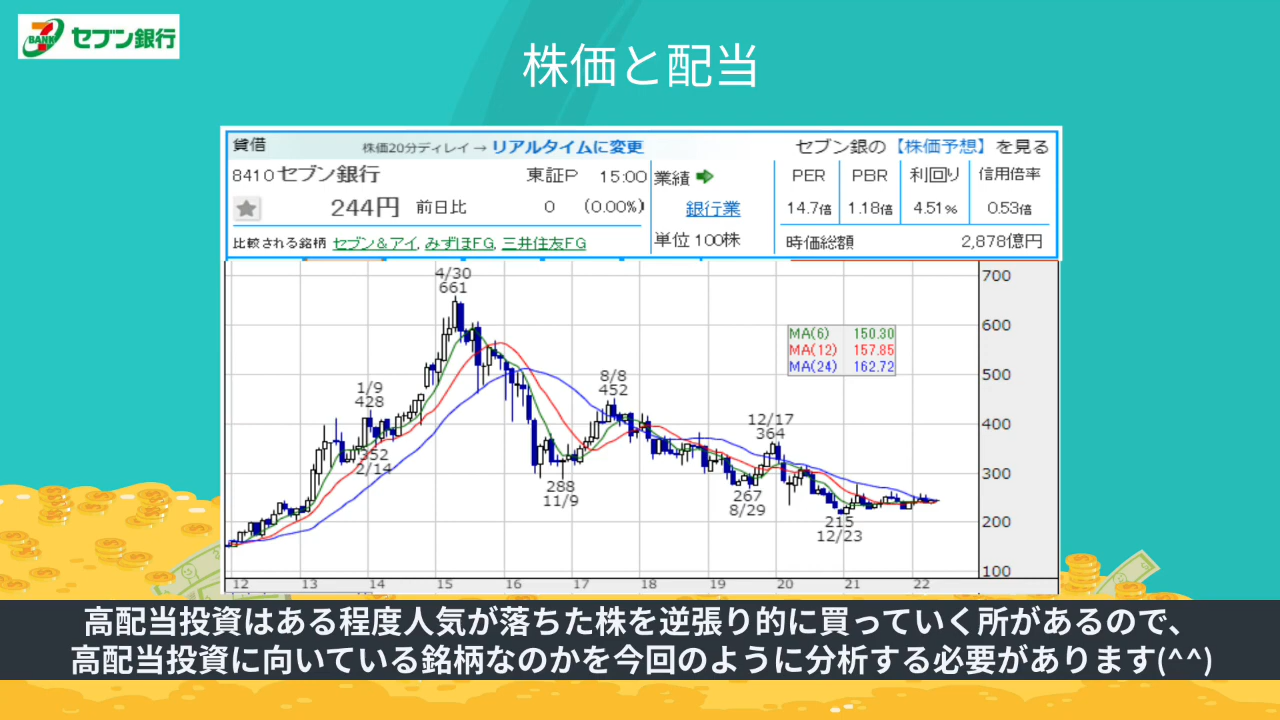 7 BANK セブン銀行
株価と配当
貸借 株価20分ディレイ → リアルタイムに変更 セブン銀の【株価予想】を見る
8410 セブン銀行 東証P 15:00 業績 PER PBR 利回り 信用倍率
244円 前日比 0 (0.00%) 銀行業 14.7倍 1.18倍 4.51% 0.53倍
比較される銘柄 セブン&アイ, みずほFG, 三井住友FG 単位 100株 時価総額 2,878億円
4/30
661
700
600
MA(6) 150.30
MA(12) 157.85
MA(24) 162.72
500
8/8
452
1/9
428
400
12/17
364
352
2/14
300
288
11/9
267
8/29
200
215
12/23
100
12 13 14 15 16 17 18 19 20 21 22
高配当投資はある程度人気が落ちた株を逆張り的に買っていく所があるので、
高配当投資に向いている銘柄なのかを今回のように分析する必要があります(^^)